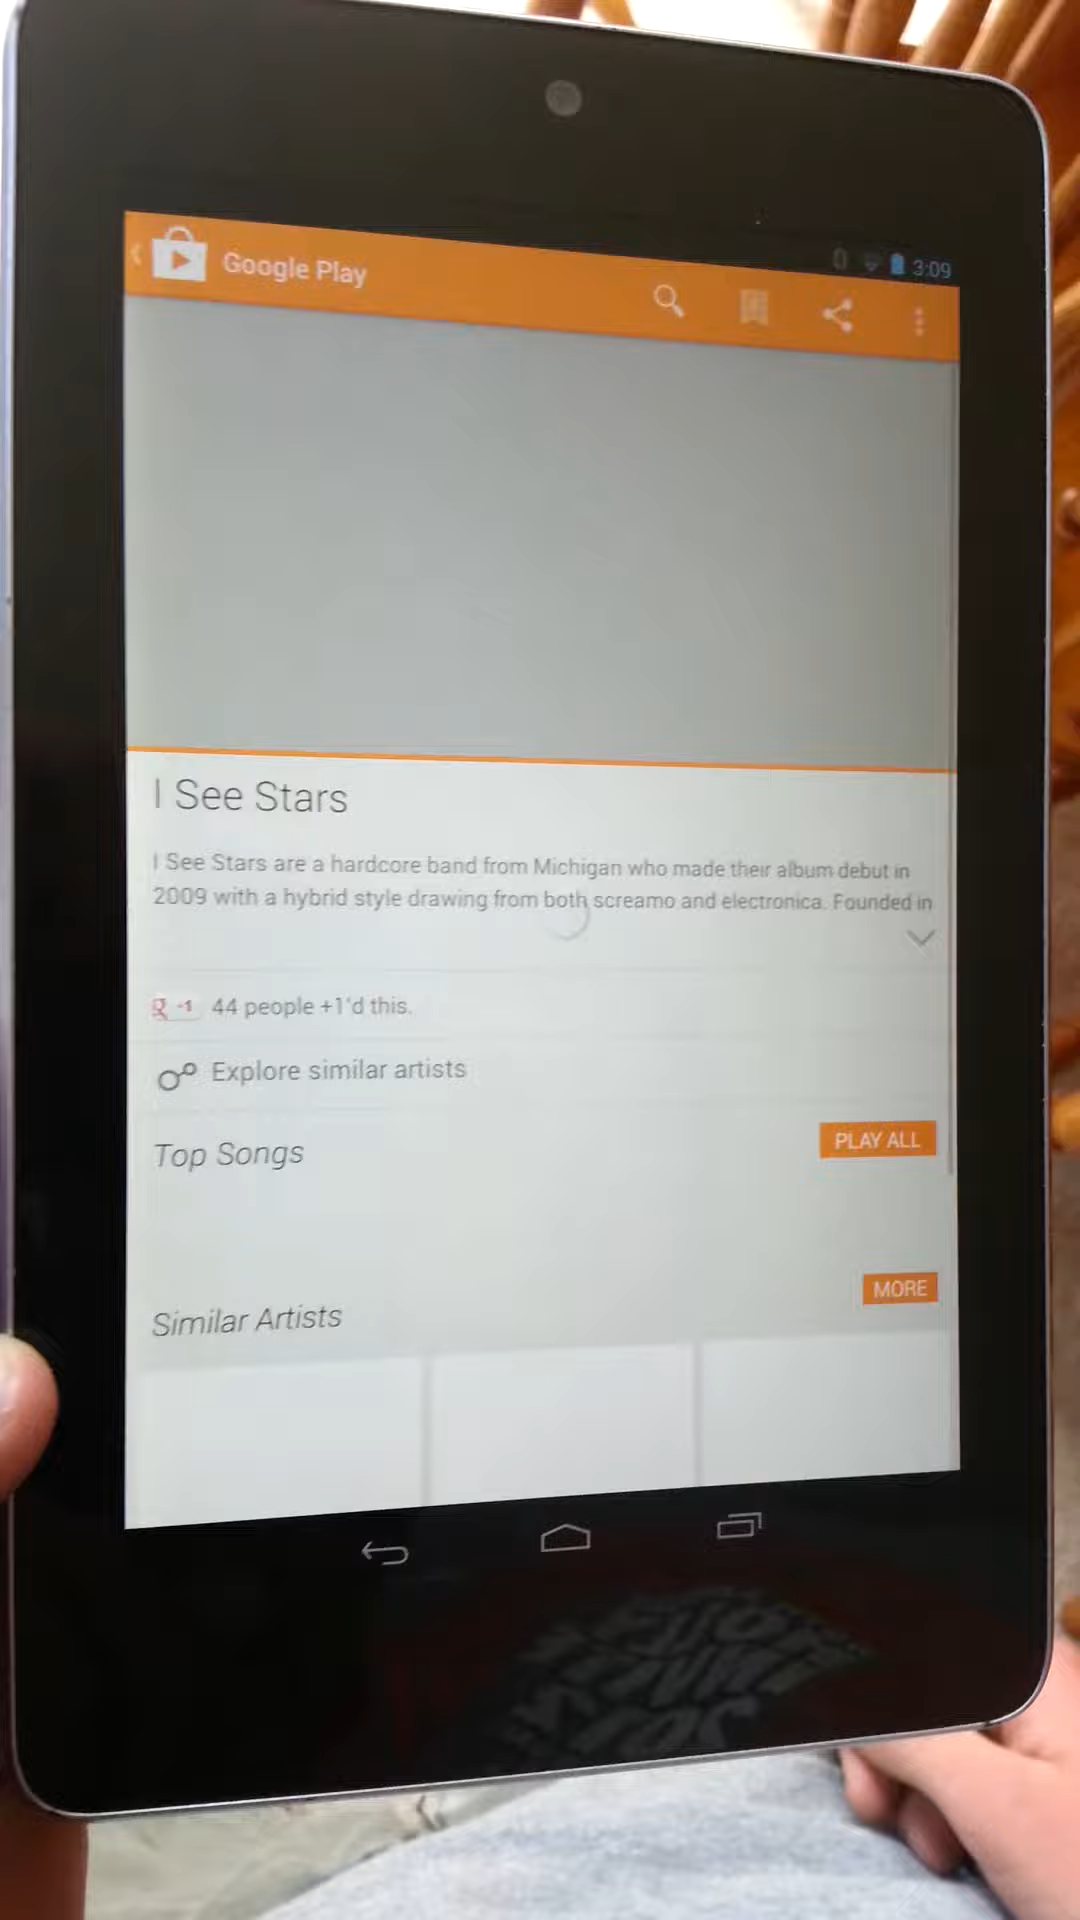 3:09
Google Play
I See Stars
I See Stars are a hardcore band from Michigan who made their album debut in
2009 with a hybrid style drawing from both screamo and electronica. Founded in
44 people +1'd this.
Explore similar artists
Top Songs
PLAY ALL
MORE
Similar Artists